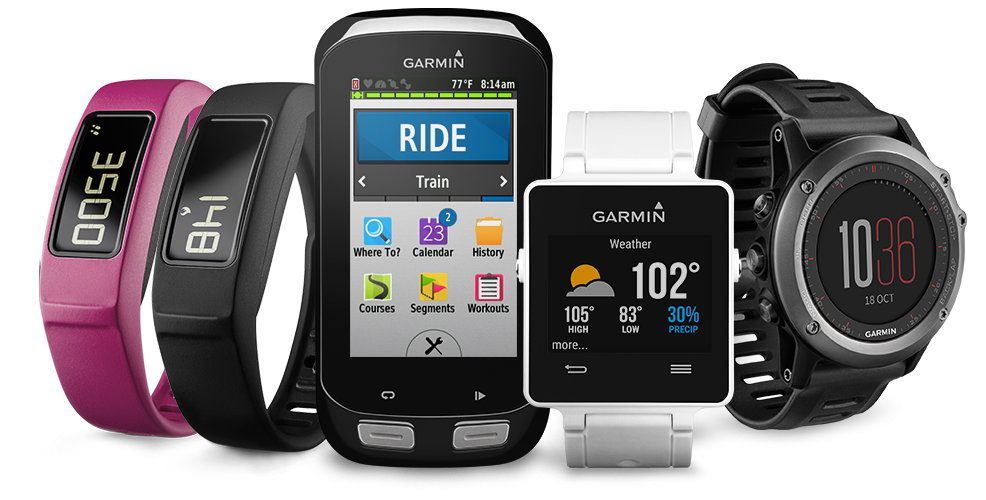 3500
148
GARMIN
77°F 8:14am
RIDE
Train
2
23
Where To?
Calendar
History
Courses
Segments
Workouts
GARMIN
Weather
102°
105°
83°
30%
HIGH
LOW
PRECIP
more...
1036
18 OCT
GARMIN